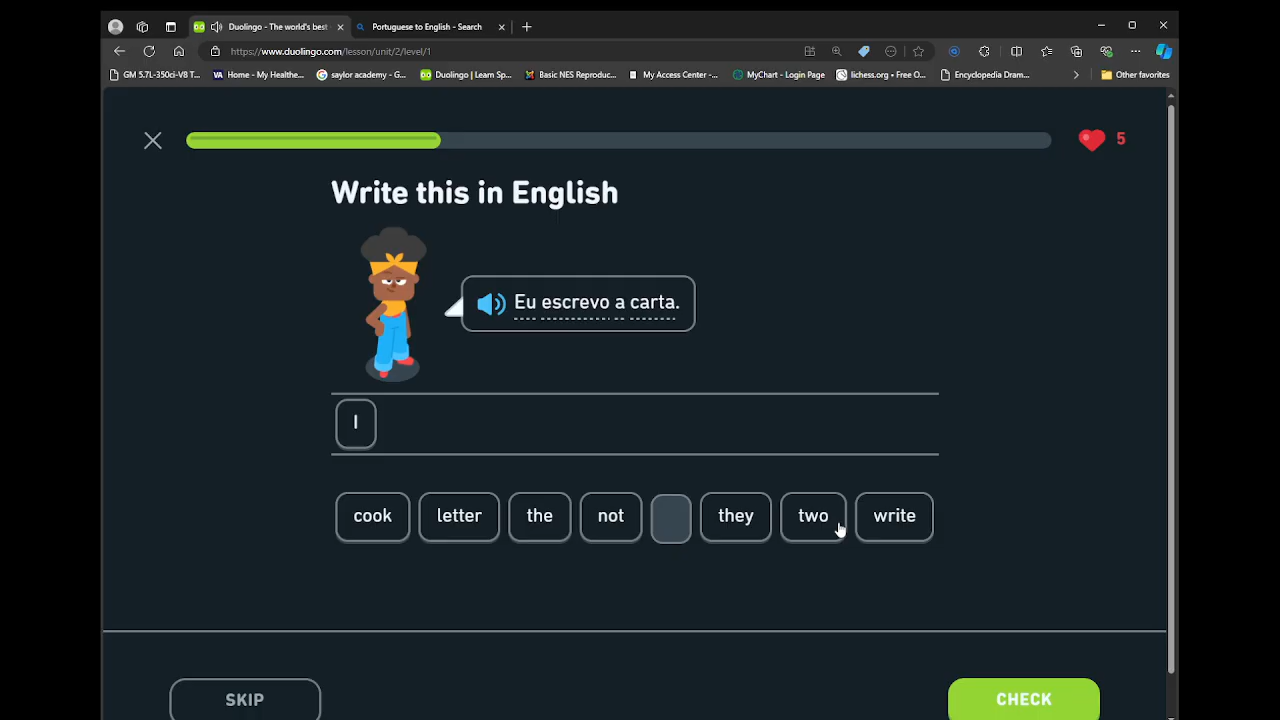 Duolingo - The world's best
Portuguese to English - Search
https://www.duolingo.com/lesson/unit/2/level/1
GM 5.7L-350ci-V8 T...
Home - My Healthe...
saylor academy - G...
Duolingo | Learn Sp...
Basic NES Reproduc...
My Access Center -...
MyChart - Login Page
lichess.org • Free O...
Encyclopedia Dram...
Other favorites
5
Write this in English
Eu escrevo a carta.
I
cook letter the not they two write
SKIP
CHECK